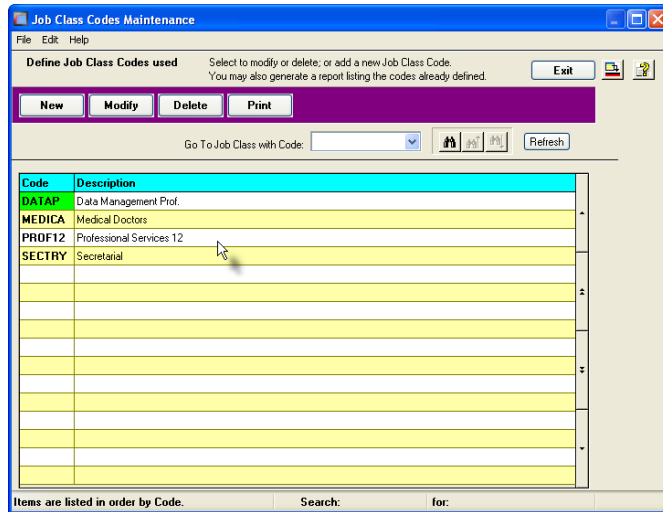 Job Class Codes Maintenance
File Edit Help
Define Job Class Codes used
Select to modify or delete; or add a new Job Class Code.
You may also generate a report listing the codes already defined.
Exit
New Modify Delete Print
Go To Job Class with Code:
Refresh
Code Description
DATAP Data Management Prof.
MEDICA Medical Doctors
PROF12 Professional Services 12
SECTRY Secretarial
Items are listed in order by Code. Search: for: